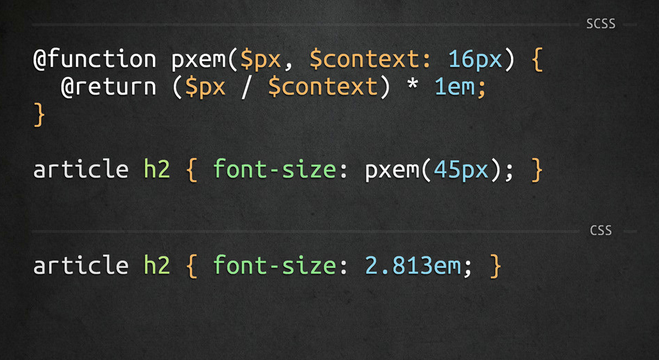 SCSS
@function pxem($px, $context: 16px) {
  @return ($px / $context) * 1em;
}
article h2 { font-size: pxem(45px); }
CSS
article h2 { font-size: 2.813em; }